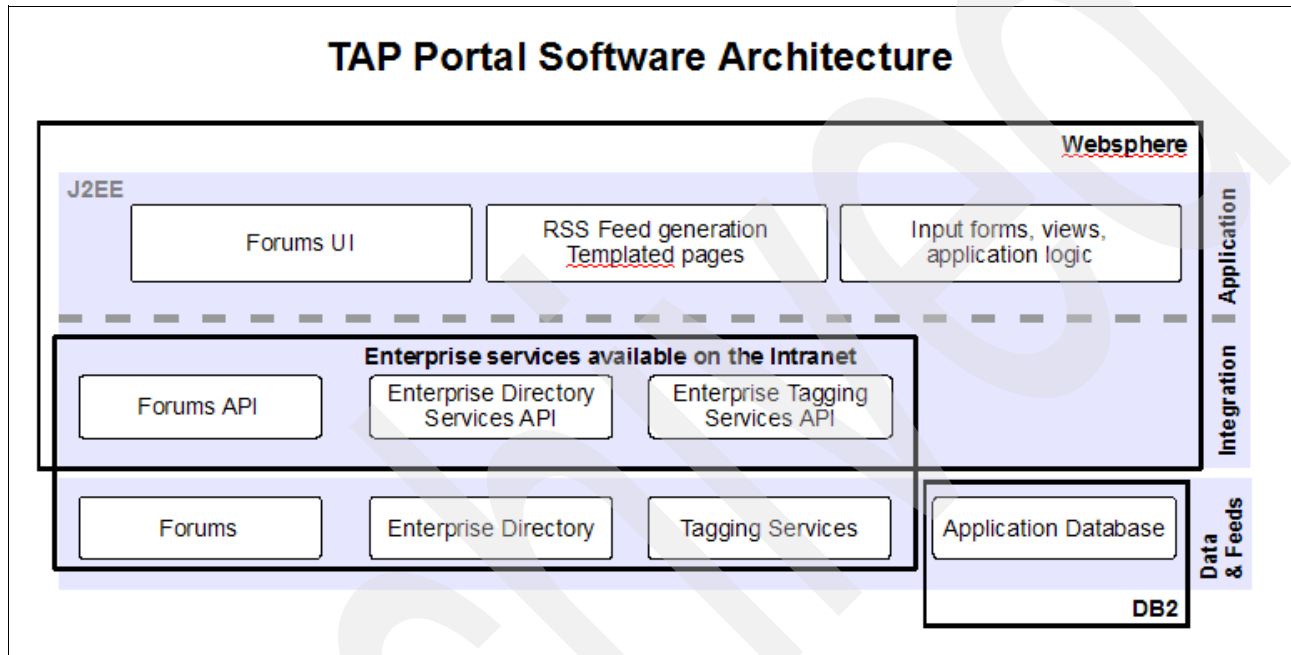 TAP Portal Software Architecture
Websphere
J2EE
Forums UI
RSS Feed generation
Templated pages
Input forms, views,
application logic
Application
Enterprise services available on the Intranet
Forums API
Enterprise Directory
Services API
Enterprise Tagging
Services API
Integration
Forums
Enterprise Directory
Tagging Services
Application Database
Data
& Feeds
DB2